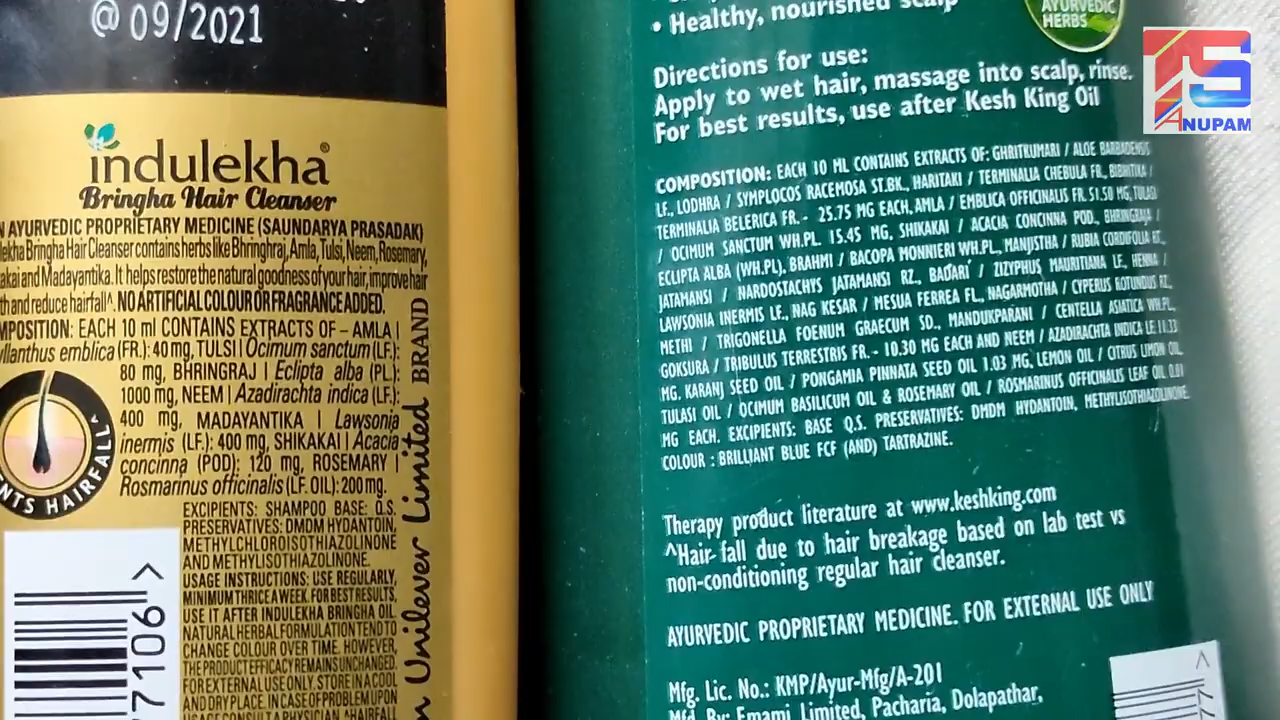 @ 09/2021
indulekha®
Bringha Hair Cleanser
AYURVEDIC PROPRIETARY MEDICINE (SAUNDARYA PRASADAK)
Bringha Hair Cleanser contains herbs like Bhringhraj, Amla, Tulsi, Neem, Rosemary,
and Madayantika. It helps restore the natural goodness of your hair, improve hair
and reduce hairfall^. NO ARTIFICIAL COLOUR OR FRAGRANCE ADDED.
EACH 10 ml CONTAINS EXTRACTS OF – AMLA |
emblica (FR.): 40 mg, TULSI | Ocimum sanctum (LF.):
80 mg, BHRINGRAJ | Eclipta alba (PL.):
1000 mg, NEEM | Azadirachta indica (LF.):
400 mg, MADAYANTIKA | Lawsonia
inermis (LF.): 400 mg, SHIKAKAI | Acacia
concinna (POD): 120 mg, ROSEMARY |
Rosmarinus officinalis (LF. OIL): 200 mg.
HAIRFALL^
EXCIPIENTS: SHAMPOO BASE: Q.S.
PRESERVATIVES: DMDM HYDANTOIN,
METHYLCHLOROISOTHIAZOLINONE
AND METHYLISOTHIAZOLINONE.
USAGE INSTRUCTIONS: USE REGULARLY,
MINIMUM THRICE A WEEK. FOR BEST RESULTS,
USE IT AFTER INDULEKHA BRINGHA OIL
NATURAL HERBAL FORMULATION TEND TO
CHANGE COLOUR OVER TIME. HOWEVER,
THE PRODUCT EFFICACY REMAINS UNCHANGED.
FOR EXTERNAL USE ONLY. STORE IN A COOL
AND DRY PLACE. IN CASE OF PROBLEM UPON
USAGE CONSULT A PHYSICIAN. ^HAIRFALL
77106 >
Unilever Limited BRAND
• Healthy, nourished scalp
AYURVEDIC
HERBS
Directions for use:
Apply to wet hair, massage into scalp, rinse.
For best results, use after Kesh King Oil
COMPOSITION: EACH 10 ML CONTAINS EXTRACTS OF: GHRITKUMARI / ALOE BARBADENSIS
LF., LODHRA / SYMPLOCOS RACEMOSA ST.BK., HARITAKI / TERMINALIA CHEBULA FR., BIBHITKA /
TERMINALIA BELERICA FR. - 25.75 MG EACH, AMLA / EMBLICA OFFICINALIS FR. 51.50 MG, TULASI
/ OCIMUM SANCTUM WH.PL. 15.45 MG, SHIKAKAI / ACACIA CONCINNA POD., BHRINGRAJA /
ECLIPTA ALBA (WH.PL), BRAHMI / BACOPA MONNIERI WH.PL., MANJISTHA / RUBIA CORDIFOLIA RT.,
JATAMANSI / NARDOSTACHYS JATAMANSI RZ., BADARI / ZIZYPHUS MAURITIANA LF., HENNA /
LAWSONIA INERMIS LF., NAG KESAR / MESUA FERREA FL., NAGARMOTHA / CYPERUS ROTUNDUS RZ.,
METHI / TRIGONELLA FOENUM GRAECUM SD., MANDUKPARANI / CENTELLA ASIATICA WH.PL.,
GOKSURA / TRIBULUS TERRESTRIS FR. - 10.30 MG EACH AND NEEM / AZADIRACHTA INDICA LF. 11.33
MG. KARANJ SEED OIL / PONGAMIA PINNATA SEED OIL 1.03 MG, LEMON OIL / CITRUS LIMON OIL,
TULASI OIL / OCIMUM BASILICUM OIL & ROSEMARY OIL / ROSMARINUS OFFICINALIS LEAF OIL 0.01
MG EACH. EXCIPIENTS: BASE Q.S. PRESERVATIVES: DMDM HYDANTOIN, METHYLISOTHIAZOLINONE.
COLOUR : BRILLIANT BLUE FCF (AND) TARTRAZINE.
Therapy product literature at www.keshking.com
^Hair fall due to hair breakage based on lab test vs
non-conditioning regular hair cleanser.
AYURVEDIC PROPRIETARY MEDICINE. FOR EXTERNAL USE ONLY
Mfg. Lic. No.: KMP/Ayur-Mfg/A-201
Mfd. By: Emami Limited, Pacharia, Dolapathar,
ANUPAM